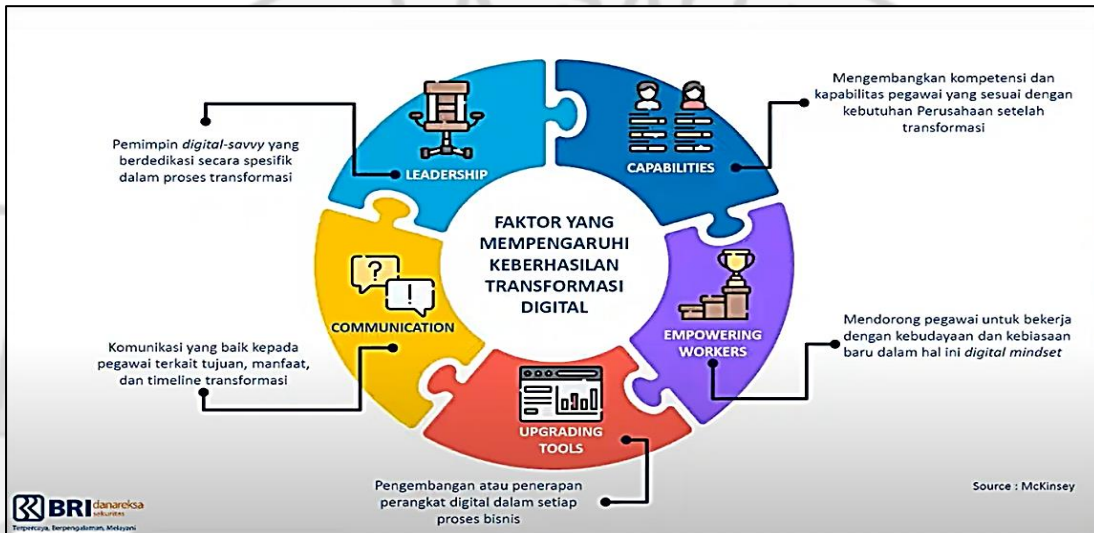 Pemimpin digital-savvy yang
berdedikasi secara spesifik
dalam proses transformasi
LEADERSHIP
CAPABILITIES
Mengembangkan kompetensi dan
kapabilitas pegawai yang sesuai dengan
kebutuhan Perusahaan setelah
transformasi
FAKTOR YANG
MEMPENGARUHI
KEBERHASILAN
TRANSFORMASI
DIGITAL
?
!
COMMUNICATION
Komunikasi yang baik kepada
pegawai terkait tujuan, manfaat,
dan timeline transformasi
EMPOWERING
WORKERS
Mendorong pegawai untuk bekerja
dengan kebudayaan dan kebiasaan
baru dalam hal ini digital mindset
UPGRADING
TOOLS
Pengembangan atau penerapan
perangkat digital dalam setiap
proses bisnis
Source : McKinsey
BRI danareksa
sekuritas
Terpercaya, Berpengalaman, Melayani